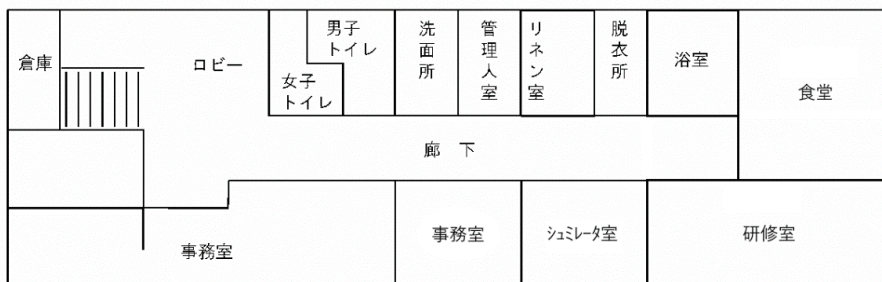 倉庫
ロビー
男子
トイレ
女子
トイレ
洗面所
管理人室
リネン室
脱衣所
浴室
食堂
廊 下
事務室
事務室
シュミレータ室
研修室